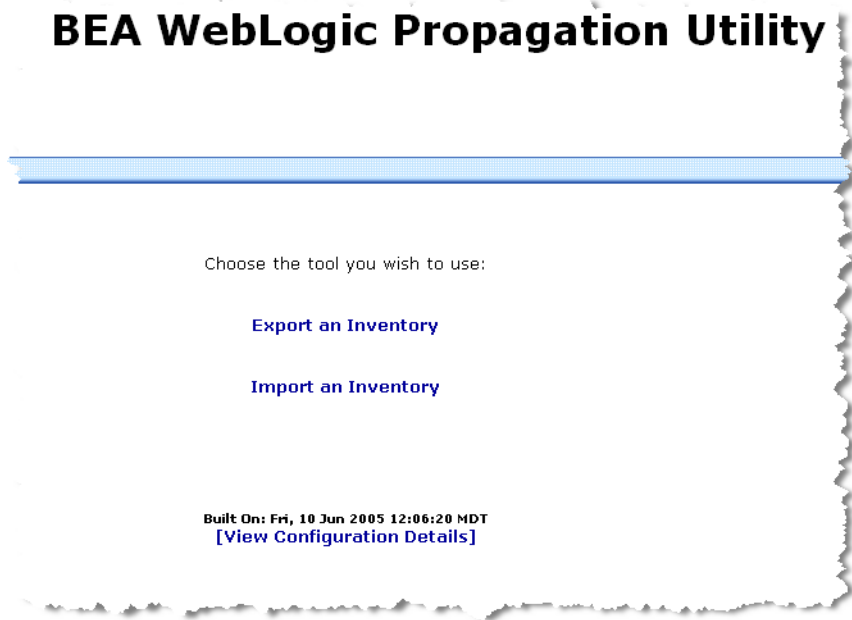 BEA WebLogic Propagation Utility
Choose the tool you wish to use:
Export an Inventory
Import an Inventory
Built On: Fri, 10 Jun 2005 12:06:20 MDT
[View Configuration Details]